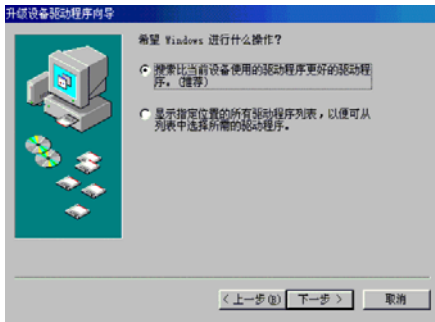 升级设备驱动程序向导
希望 Windows 进行什么操作？
搜索比当前设备使用的驱动程序更好的驱动程
序。（推荐）
显示指定位置的所有驱动程序列表，以便可从
列表中选择所需的驱动程序。
< 上一步(B)
下一步 >
取消